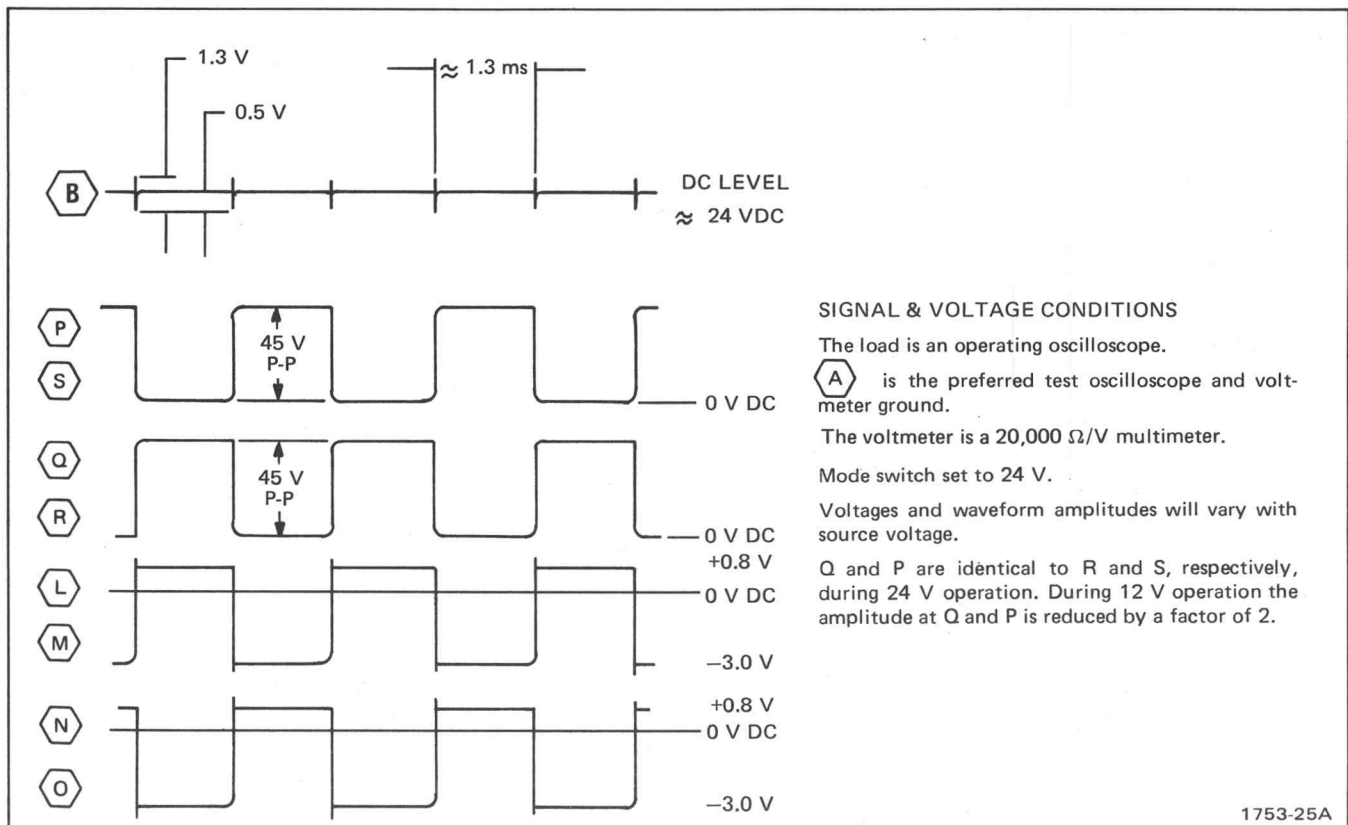 1.3 V
≈ 1.3 ms
0.5 V
B
DC LEVEL
≈ 24 VDC
P
S
45 V
P-P
0 V DC
Q
R
45 V
P-P
0 V DC
L
M
+0.8 V
0 V DC
−3.0 V
N
O
+0.8 V
0 V DC
−3.0 V
SIGNAL & VOLTAGE CONDITIONS
The load is an operating oscilloscope.
A is the preferred test oscilloscope and volt-
meter ground.
The voltmeter is a 20,000 Ω/V multimeter.
Mode switch set to 24 V.
Voltages and waveform amplitudes will vary with
source voltage.
Q and P are identical to R and S, respectively,
during 24 V operation. During 12 V operation the
amplitude at Q and P is reduced by a factor of 2.
1753-25A